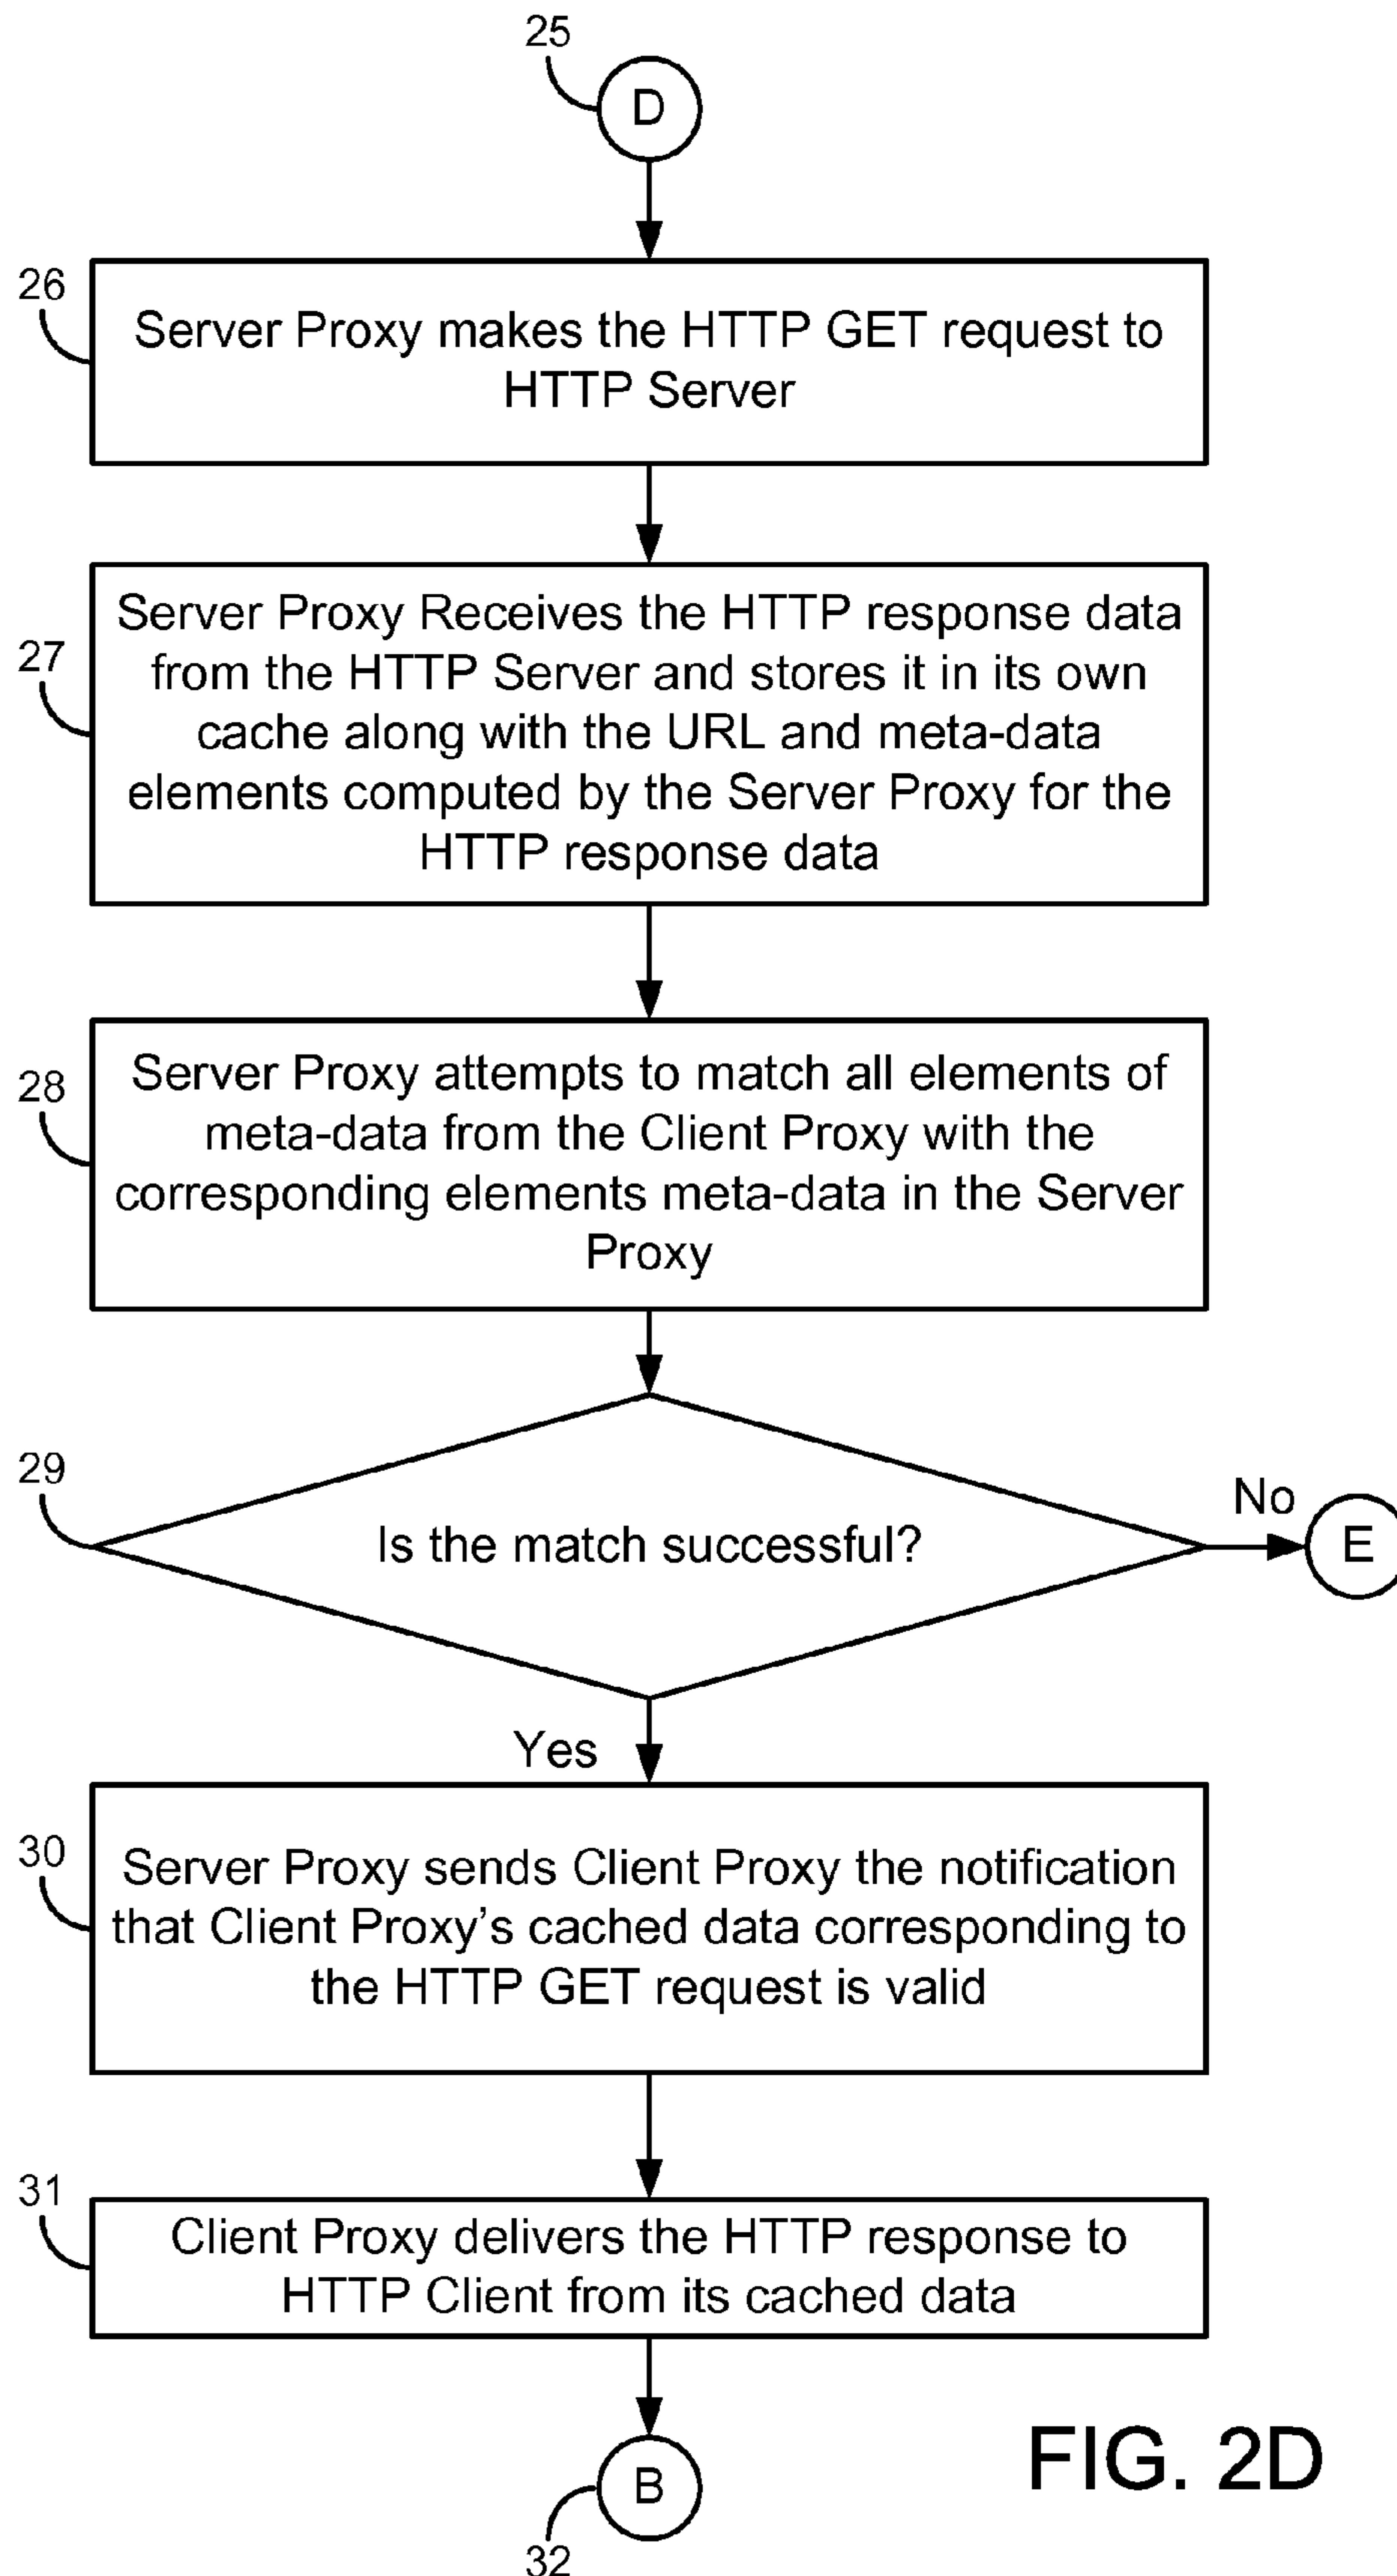 25
D
26
Server Proxy makes the HTTP GET request to
HTTP Server
27
Server Proxy Receives the HTTP response data
from the HTTP Server and stores it in its own
cache along with the URL and meta-data
elements computed by the Server Proxy for the
HTTP response data
28
Server Proxy attempts to match all elements of
meta-data from the Client Proxy with the
corresponding elements meta-data in the Server
Proxy
29
Is the match successful?
No
E
Yes
30
Server Proxy sends Client Proxy the notification
that Client Proxy’s cached data corresponding to
the HTTP GET request is valid
31
Client Proxy delivers the HTTP response to
HTTP Client from its cached data
B
32
FIG. 2D